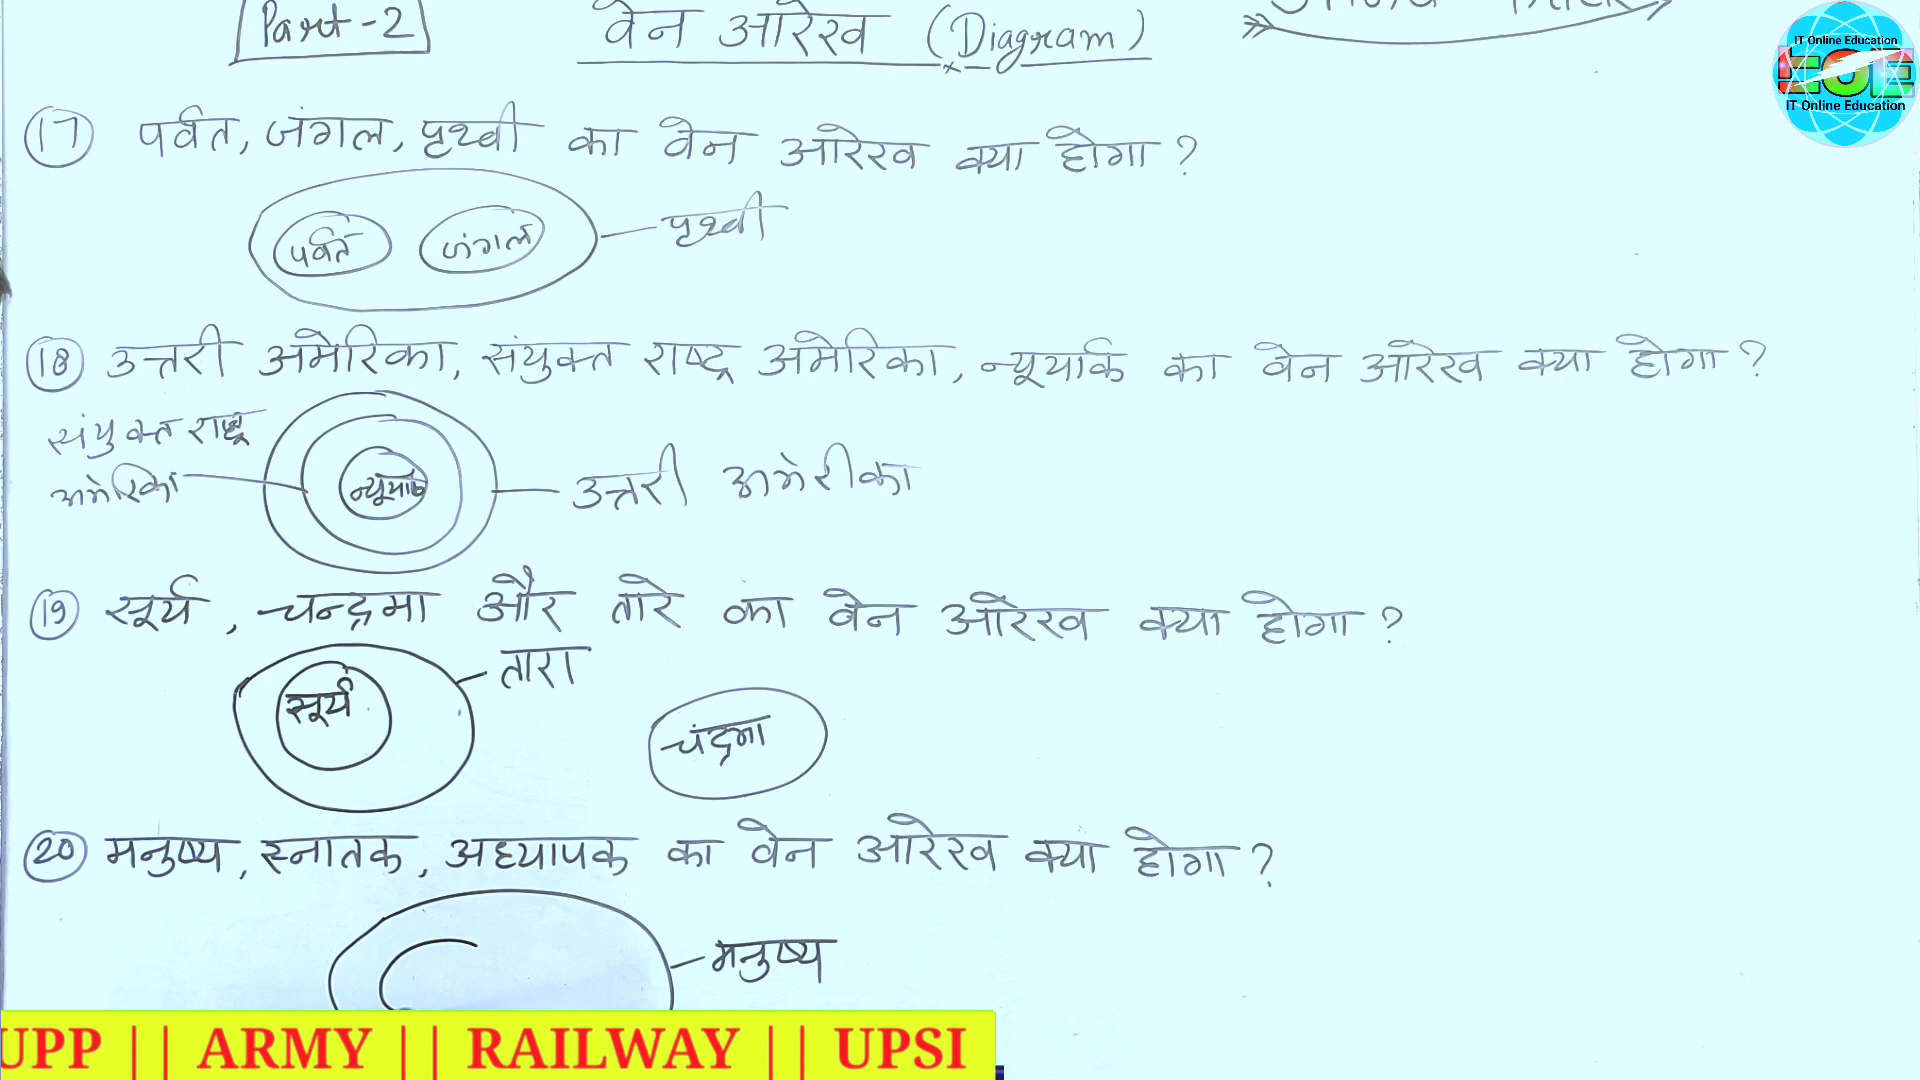 Part-2
वेन आरेख (Diagram)
IT Online Education
EOE
IT Online Education
(17) पर्वत, जंगल, पृथ्वी का वेन आरेख क्या होगा ?
पर्वत जंगल पृथ्वी
(18) उत्तरी अमेरिका, संयुक्त राष्ट्र अमेरिका, न्यूयार्क का वेन आरेख क्या होगा ?
संयुक्त राष्ट्र
अमेरिका न्यूयार्क उत्तरी अमेरीका
(19) सूर्य, चन्द्रमा और तारे का वेन आरेख क्या होगा ?
तारा
सूर्य चंद्रमा
(20) मनुष्य, स्नातक, अध्यापक का वेन आरेख क्या होगा ?
मनुष्य
UPP || ARMY || RAILWAY || UPSI